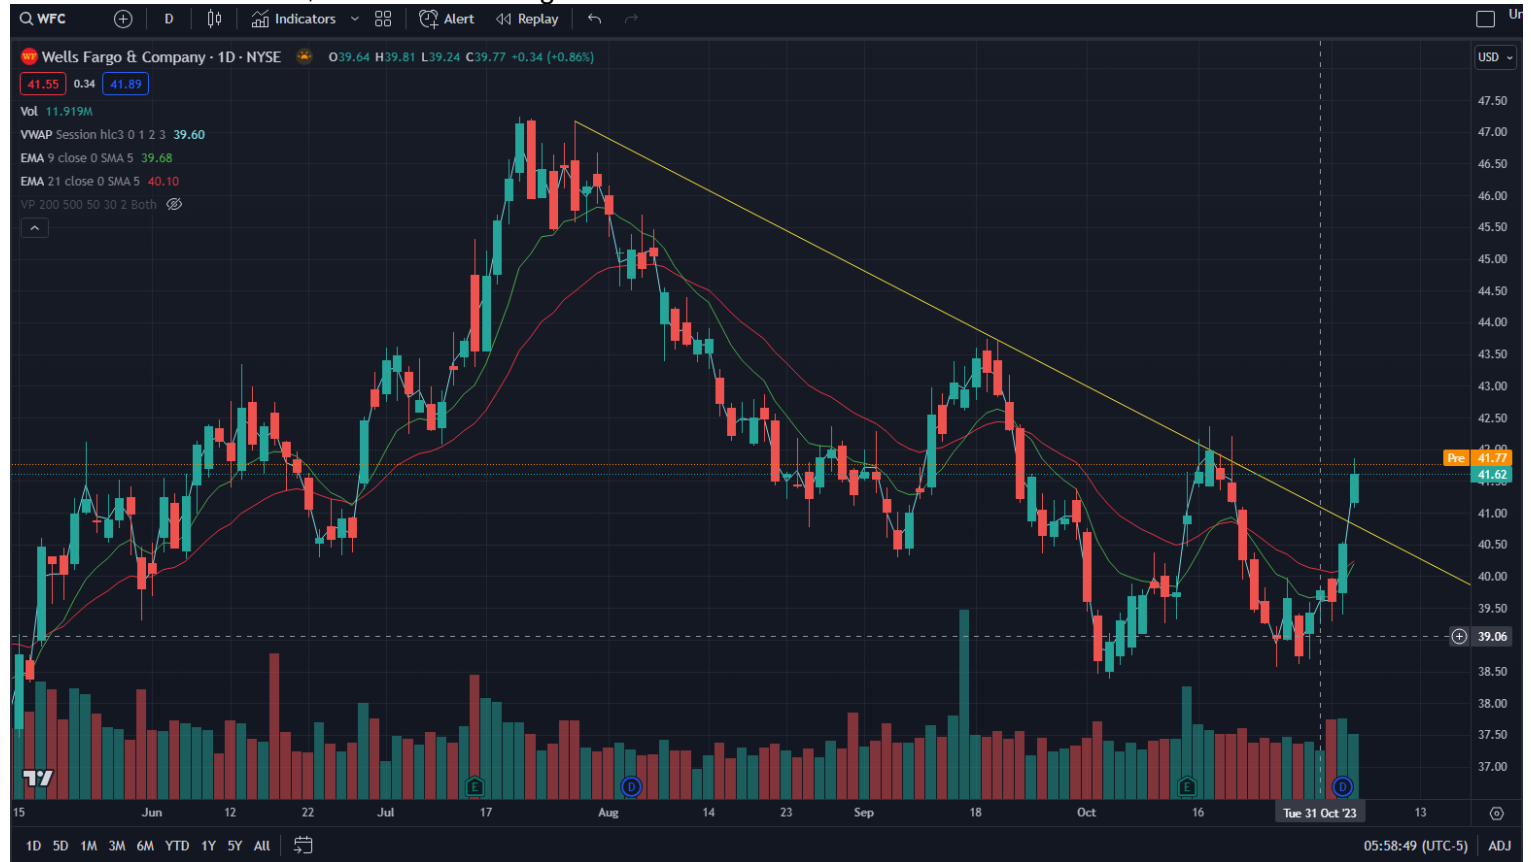 WFC D Indicators Alert Replay Un
WF Wells Fargo & Company · 1D · NYSE O39.64 H39.81 L39.24 C39.77 +0.34 (+0.86%) USD
41.55 0.34 41.89
Vol 11.919M
VWAP Session hlc3 0 1 2 3 39.60
EMA 9 close 0 SMA 5 39.68
EMA 21 close 0 SMA 5 40.10
VP 200 500 50 30 2 Both
47.50
47.00
46.50
46.00
45.50
45.00
44.50
44.00
43.50
43.00
42.50
42.00
Pre 41.77
41.62
41.50
41.00
40.50
40.00
39.50
39.06
38.50
38.00
37.50
37.00
E D E D
15 Jun 12 22 Jul 17 Aug 14 23 Sep 18 Oct 16 Tue 31 Oct '23 13
1D 5D 1M 3M 6M YTD 1Y 5Y All 05:58:49 (UTC-5) ADJ